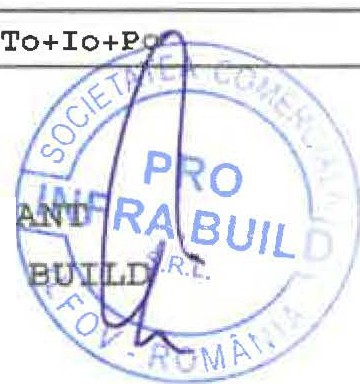 To+Io+Po
SOCIETATEA COMERCIALA
PRO
INFRA BUILD
S.R.L.
ILFOV - ROMÂNIA
ANT
BUILD